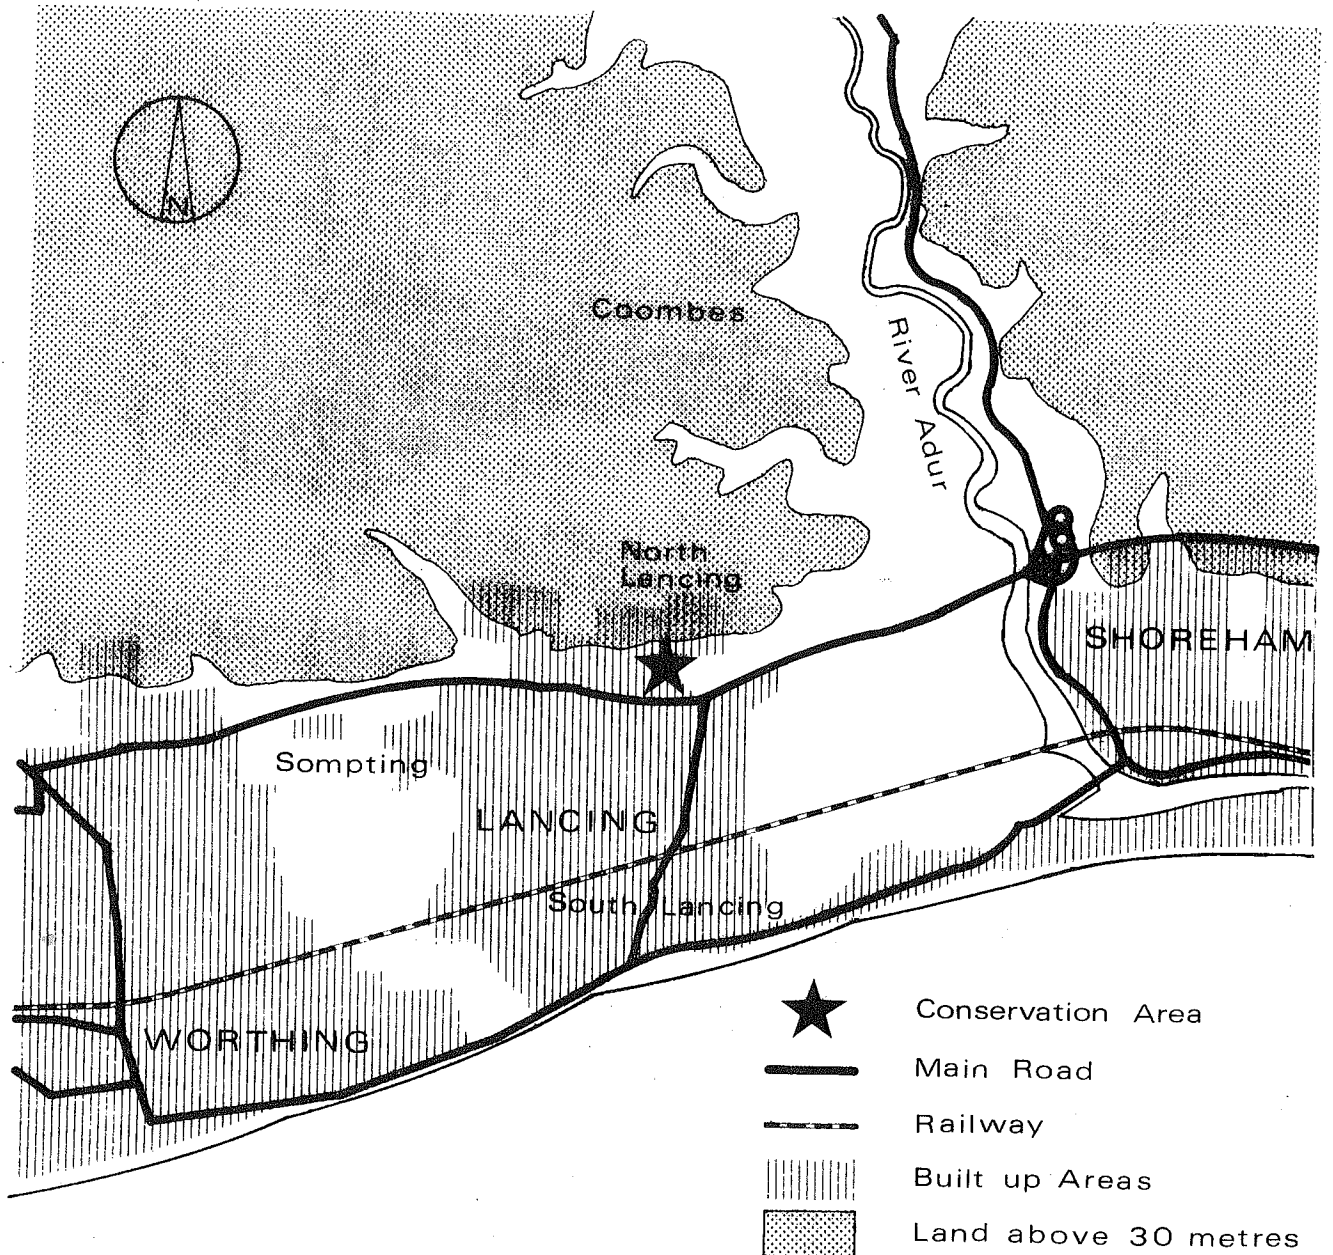 N
Coombes
River Adur
North
Lancing
SHOREHAM
Sompting
LANCING
South Lancing
WORTHING
Conservation Area
Main Road
Railway
Built up Areas
Land above 30 metres